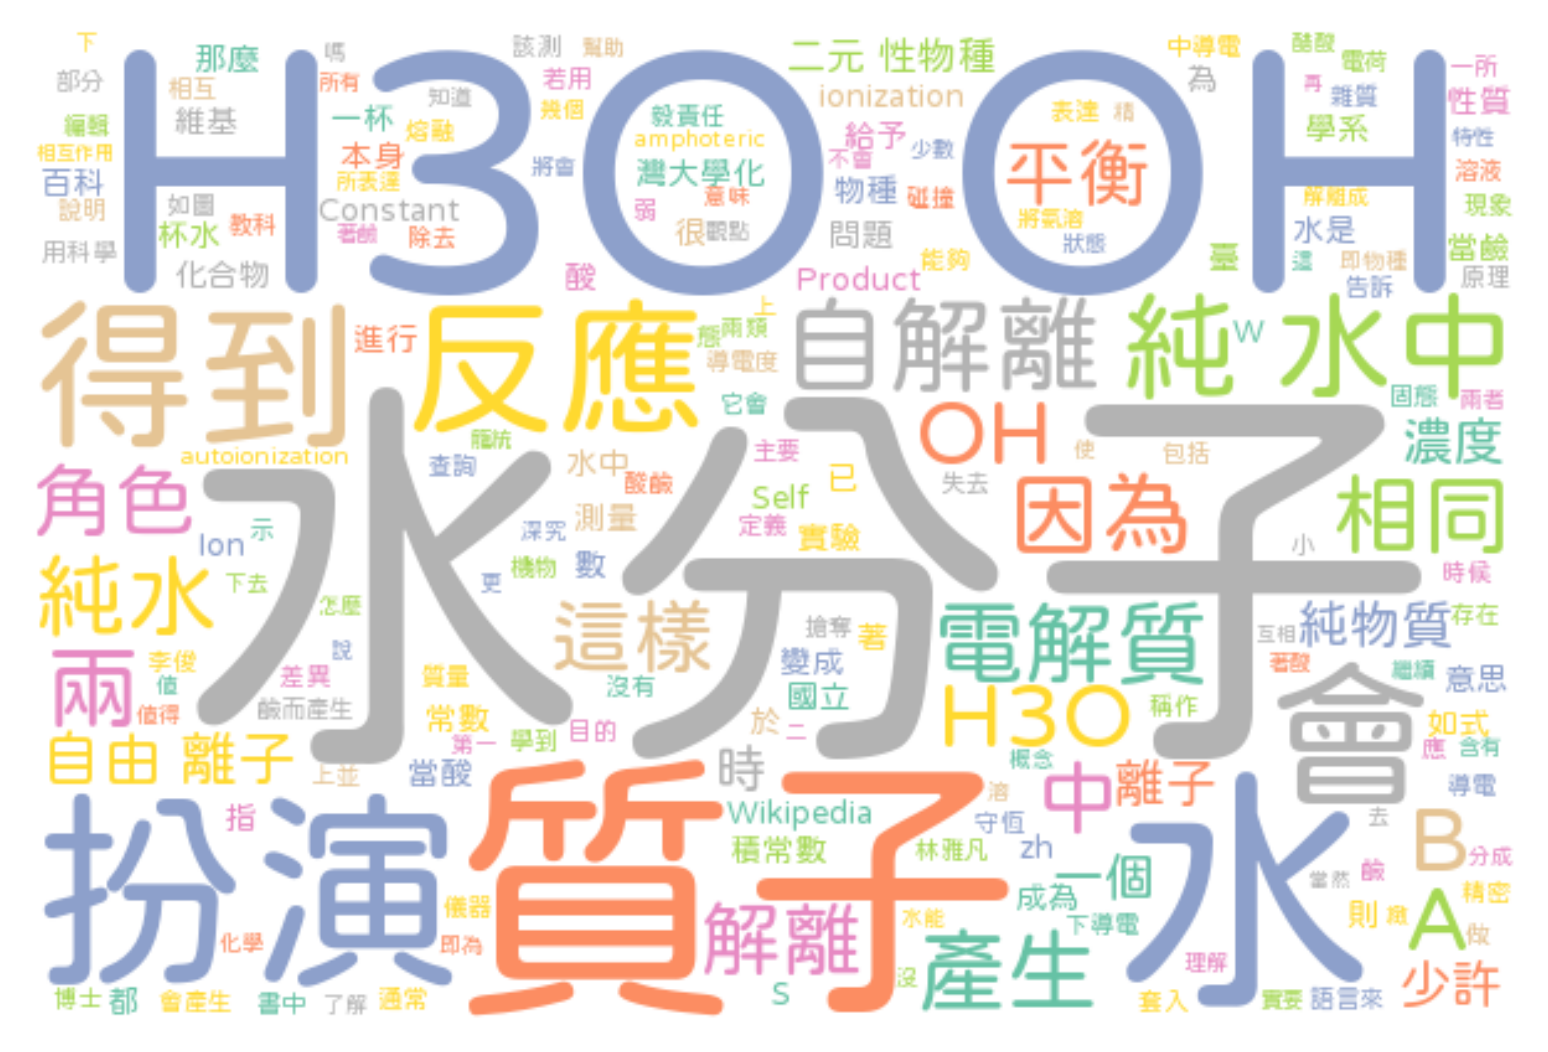 下
部分
那麼
嗎
該測
幫助
二元 性物種
中導電
醋酸
電荷
一所
H3O
OH
相互
所有
知道
若用
幾個
ionization
為
再
雜質
性質
編輯
維基
一杯
熔融
毅責任
amphoteric
給予
表達
精
學系
特性
相互作用
本身
將會
不會
少數
平衡
百科
所表達
灣大學化
物種
碰撞
溶液
說明
如圖
教科
Constant
弱
意味
將氨溶
解離成
現象
用科學
杯水
著鹼
除去
很
觀點
問題
狀態
水是
當鹼
化合物
酸
Product
能夠
臺
這
即物種
告訴
原理
得到
進行
反應
上
態
兩類
導電度
自解離
純水中
W
autoionization
查詢
水中
酸鹼
它會
主要
水分子
OH
使
包括
固態
兩者
濃度
角色
Ion
示
深究
測量
Self
已
定義
實驗
失去
因為
小
相同
純水
下去
怎麼
更
機物
數
時候
兩
李俊
值
值得
說
差異
鹼而產生
質量
常數
這樣
沒有
搶奪
著
變成
國立
電解質
H3O
稱作
互相
著酸
純物質
存在
繼續
意思
自由 離子
上並
當酸
第一
學到
目的
於
二
時
概念
會
如式
應
含有
導電
扮演
指
質子
Wikipedia
積常數
溶
守恆
中
離子
zh
林雅凡
水
去
B
分成
化學
儀器
即為
解離
水能
沒
成為
一個
下導電
當然
鹼
則
A
精密
做
博士
都
會產生
書中
了解
通常
S
產生
理解
套入
實要
語言來
少許